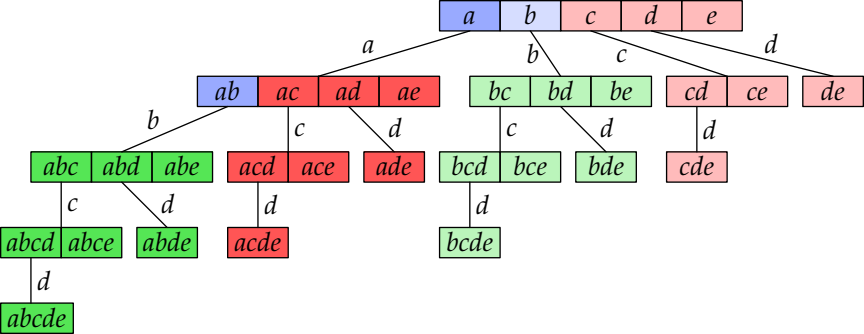 a b c d e
a b c d
ab ac ad ae bc bd be cd ce de
b c d c d d
abc abd abe acd ace ade bcd bce bde cde
c d d d
abcd abce abde acde bcde
d
abcde